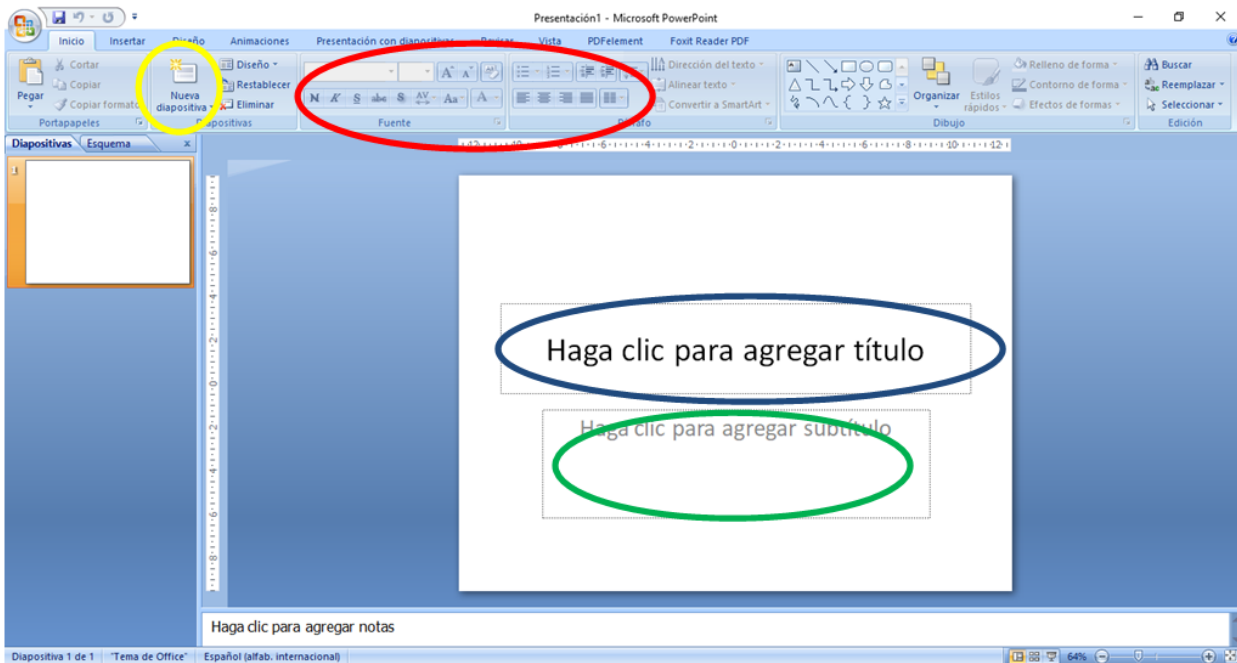 Presentación1 - Microsoft PowerPoint
Inicio Insertar Diseño Animaciones Presentación con diapositivas Revisar Vista PDFelement Foxit Reader PDF
Pegar
Cortar
Copiar
Copiar formato
Portapapeles
Nueva
diapositiva
Diseño
Restablecer
Eliminar
Diapositivas
N K S abc S AV Aa A
Fuente
Dirección del texto
Alinear texto
Convertir a SmartArt
Párrafo
Organizar
Estilos
rápidos
Relleno de forma
Contorno de forma
Efectos de formas
Dibujo
Buscar
Reemplazar
Seleccionar
Edición
Diapositivas Esquema x
1
Haga clic para agregar título
Haga clic para agregar subtítulo
Haga clic para agregar notas
Diapositiva 1 de 1 "Tema de Office" Español (alfab. internacional) 64%